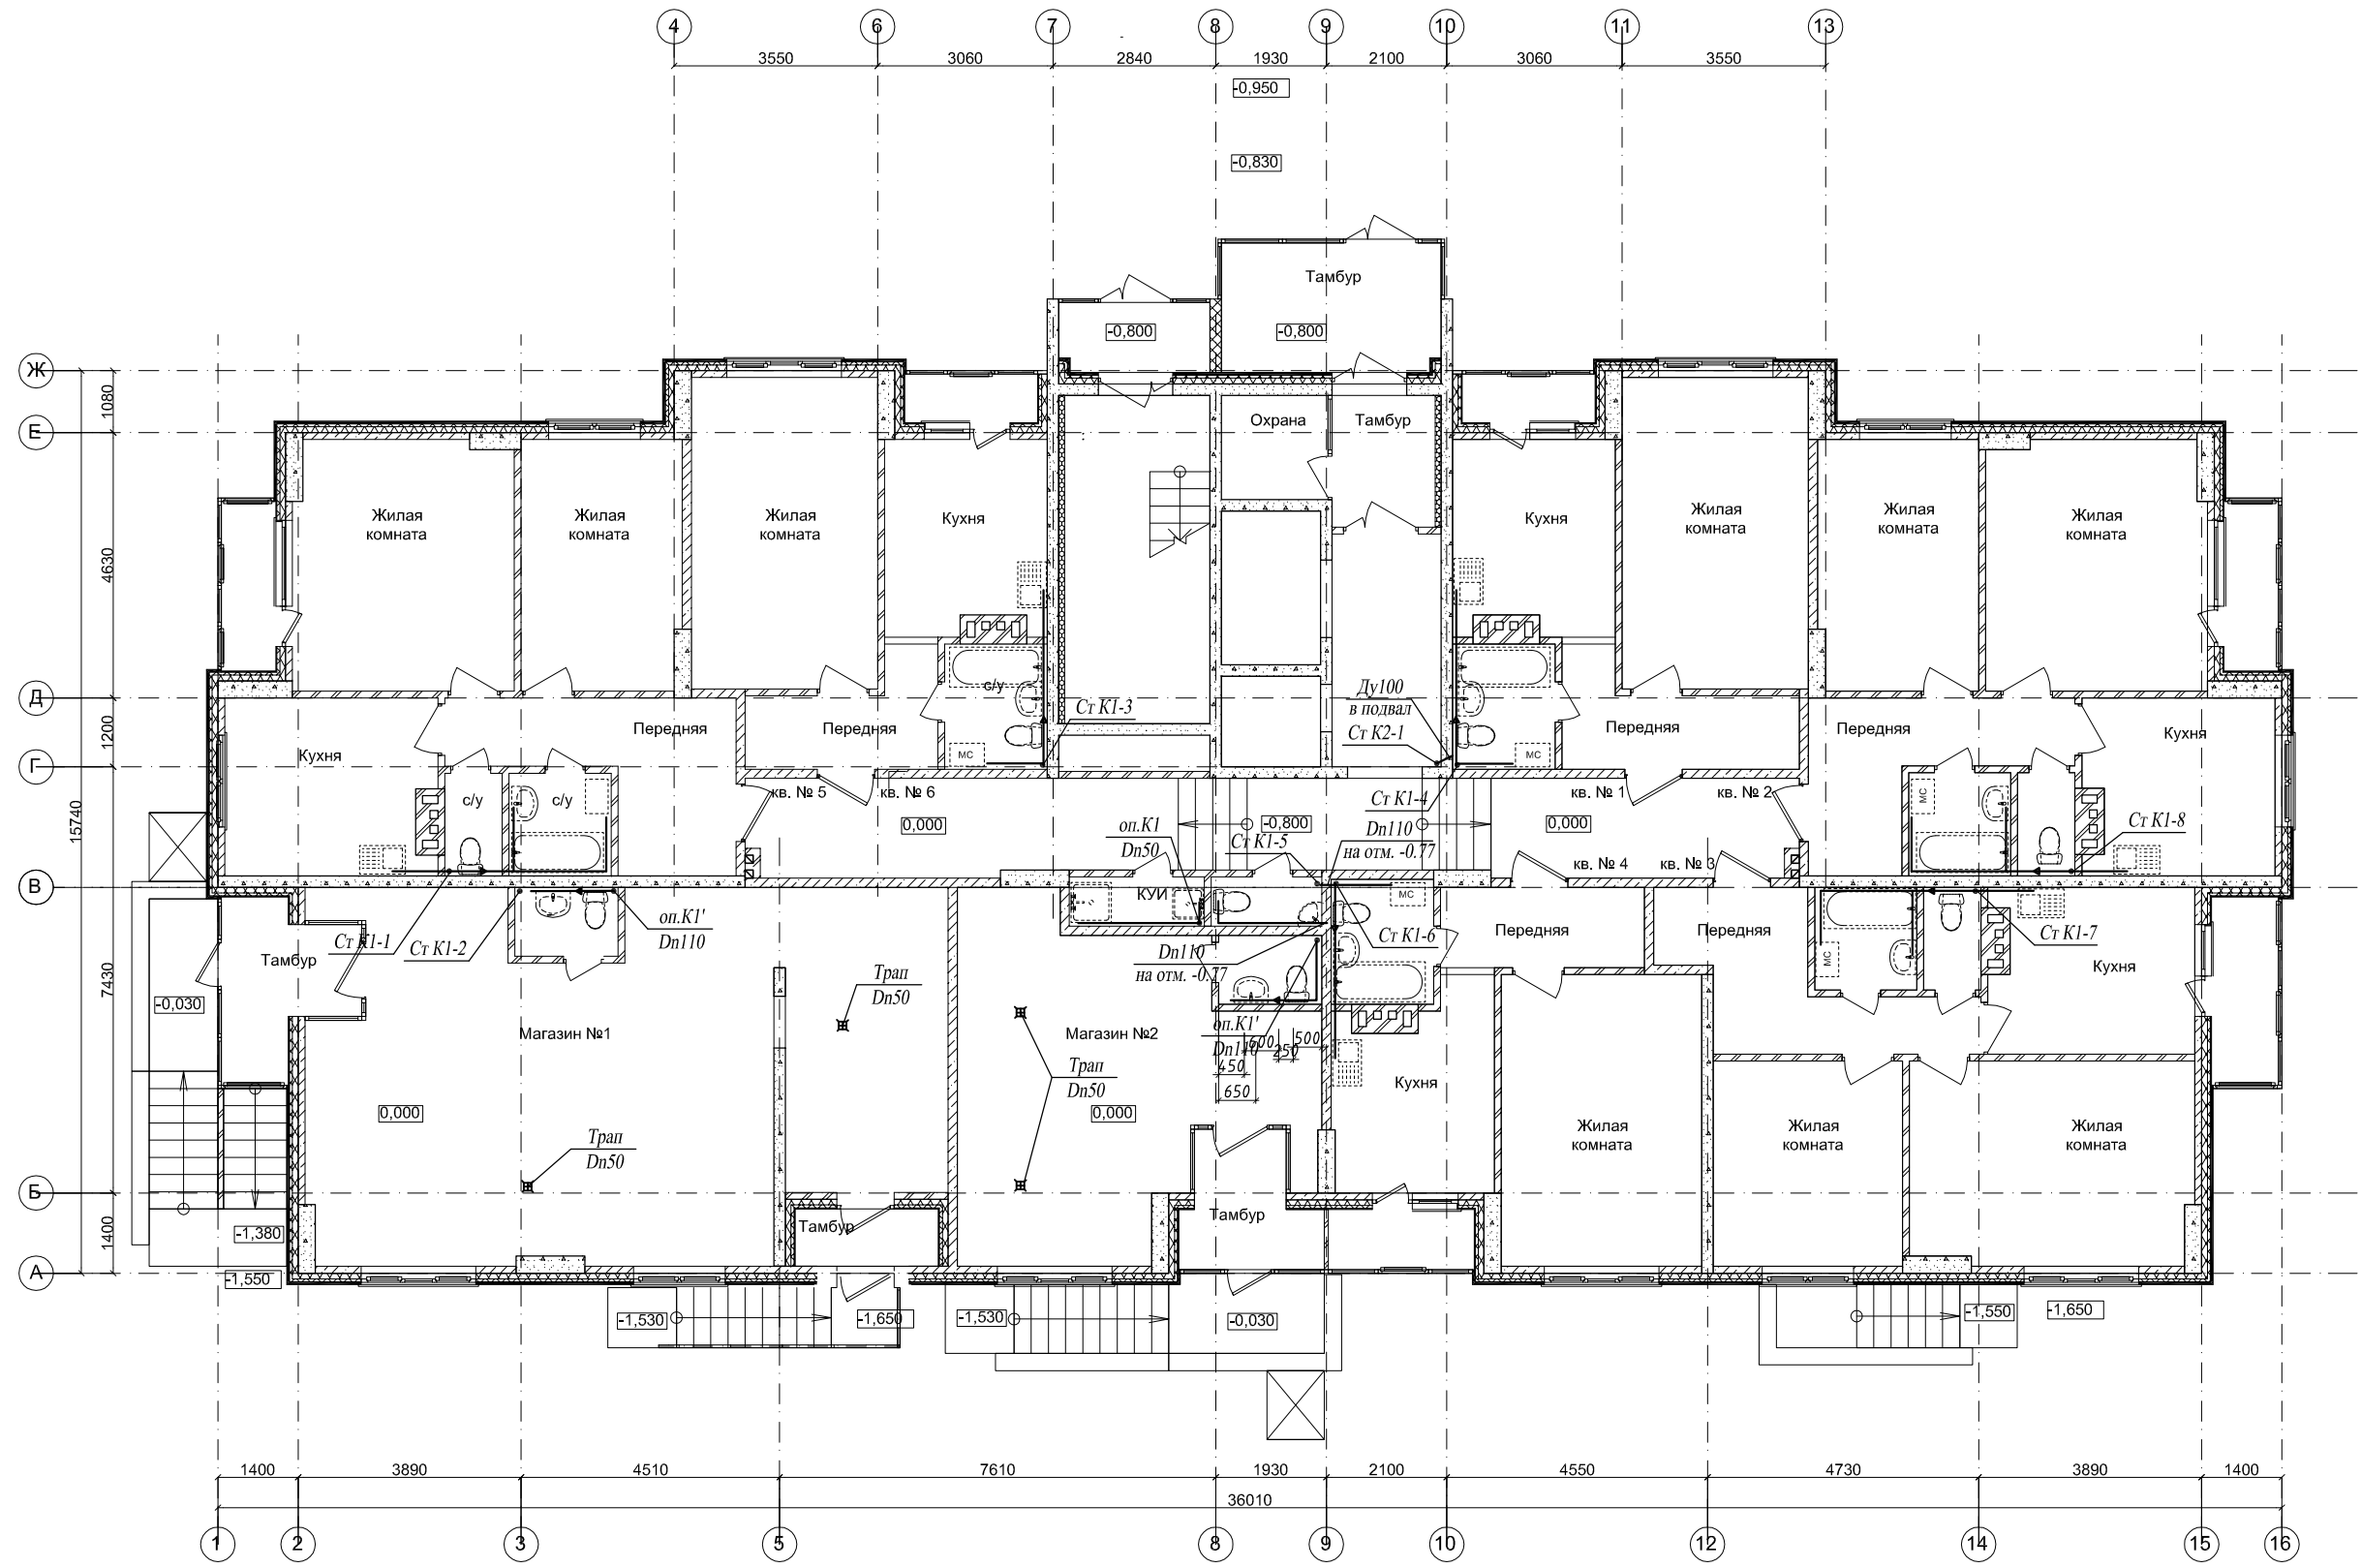 4 6 7 8 9 10 11 13
3550 3060 2840 1930 2100 3060 3550
-0,950
-0,830
Тамбур
-0,800 -0,800
Ж
1080
Е
Охрана Тамбур
4630
Жилая комната
Жилая комната
Жилая комната
Кухня
Кухня
Жилая комната
Жилая комната
Жилая комната
Д
с/у
Ст К1-3
Ду100
в подвал
Ст К2-1
1200
Кухня
Передняя
Передняя
мс
мс
Передняя
Передняя
Кухня
Г
15740
с/у с/у
кв. № 5 кв. № 6
кв. № 1 кв. № 2
0,000
-0,800
0,000
оп.К1
Dn50
Ст К1-5
Ст К1-4
Dn110
на отм. -0.77
кв. № 4 кв. № 3
мс
Ст К1-8
В
КУИ
мс
оп.К1'
Dn110
Ст К1-1
Ст К1-2
Тамбур
-0,030
7430
Dn110
на отм. -0.77
Ст К1-6
Передняя
Передняя
мс
Ст К1-7
Кухня
Трап
Dn50
Магазин №1
Магазин №2
оп.К1'
Dn110
600
250
500
450
650
Трап
Dn50
Кухня
0,000
0,000
Трап
Dn50
Жилая комната
Жилая комната
Жилая комната
Б
1400
-1,380
Тамбур
Тамбур
А
-1,550
-1,530 -1,650 -1,530 -0,030 -1,550 -1,650
1400 3890 4510 7610 1930 2100 4550 4730 3890 1400
36010
1 2 3 5 8 9 10 12 14 15 16